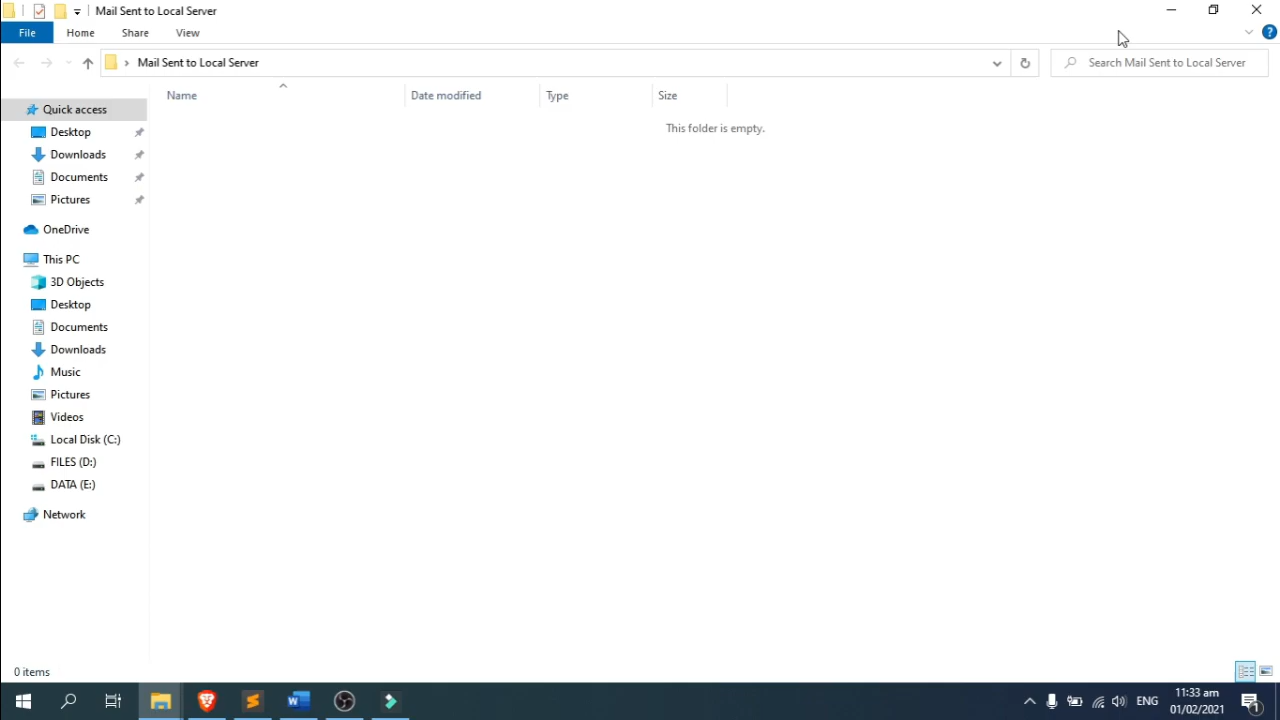 Mail Sent to Local Server
File Home Share View
Mail Sent to Local Server
Search Mail Sent to Local Server
Name Date modified Type Size
This folder is empty.
Quick access
Desktop
Downloads
Documents
Pictures
OneDrive
This PC
3D Objects
Desktop
Documents
Downloads
Music
Pictures
Videos
Local Disk (C:)
FILES (D:)
DATA (E:)
Network
0 items
ENG
11:33 am
01/02/2021
1